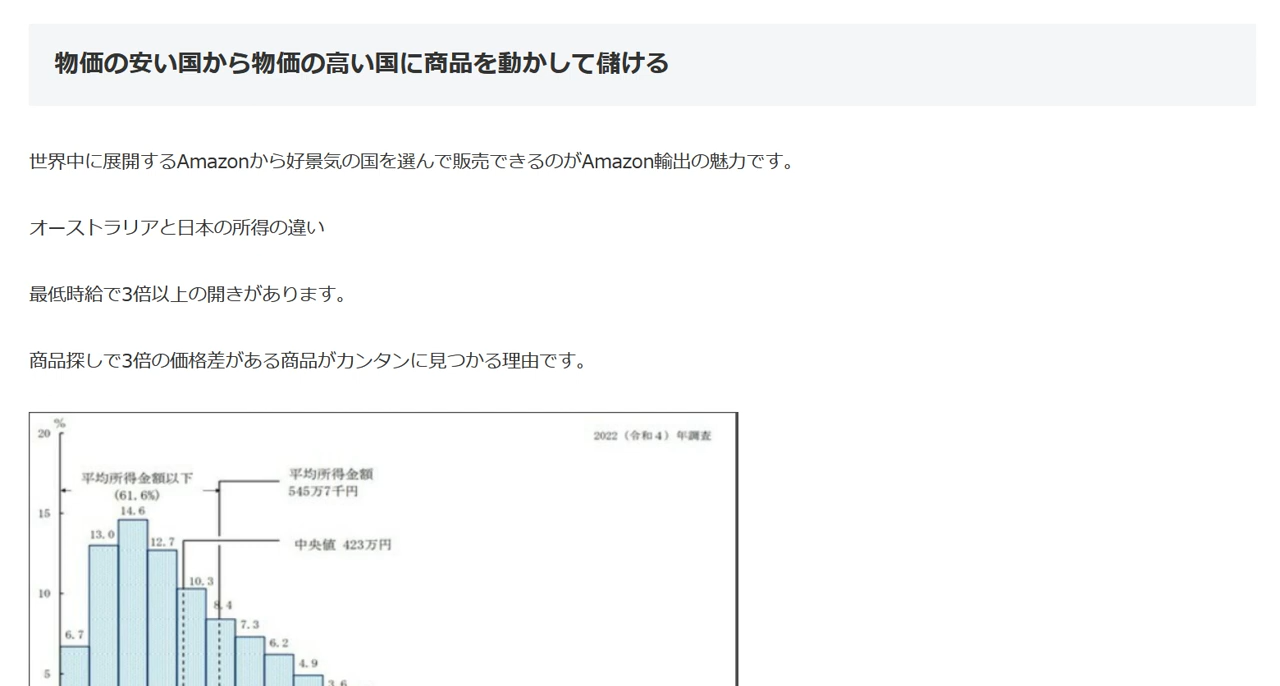 物価の安い国から物価の高い国に商品を動かして儲ける
世界中に展開するAmazonから好景気の国を選んで販売できるのがAmazon輸出の魅力です。
オーストラリアと日本の所得の違い
最低時給で3倍以上の開きがあります。
商品探しで3倍の価格差がある商品がカンタンに見つかる理由です。
%
20
2022（令和4）年調査
平均所得金額以下
(61.6%)
平均所得金額
545万7千円
15
14.6
13.0
12.7
中央値 423万円
10.3
10
8.4
7.3
6.7
6.2
4.9
5
3.6